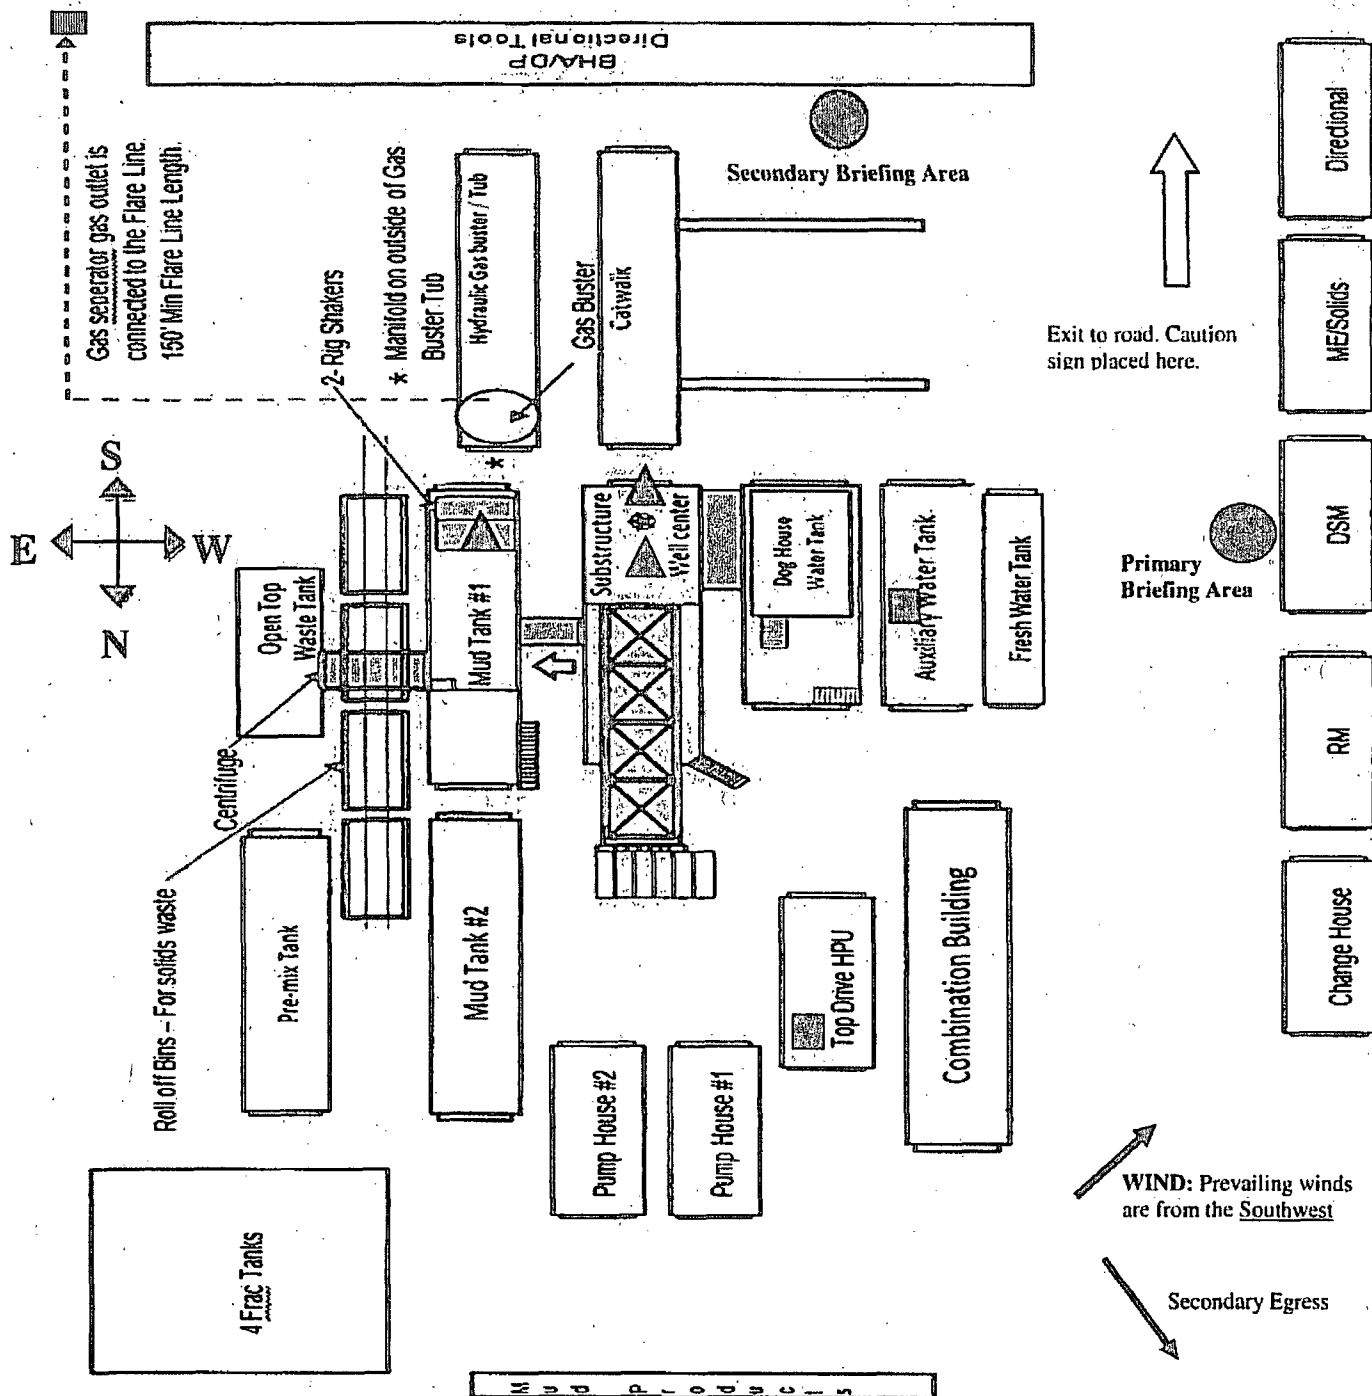 BHA/DP
Directional Tools
Gas seperator gas outlet is
connected to the Flare Line.
150' Min Flare Line Length.
* Manifold on outside of Gas
Buster Tub
2- Rig Shakers
Hydraulic Gas buster / Tub
Gas Buster
Catwalk
Secondary Briefing Area
Exit to road. Caution
sign placed here.
Directional
ME/Solids
DSM
RM
Change House
Primary
Briefing Area
S
E
W
N
*
Open Top
Waste Tank
Mud Tank #1
Substructure
Well center
Dog House
Water Tank
Auxiliary Water Tank
Fresh Water Tank
Centrifuge
Roll off Bins – For solids waste
Pre-mix Tank
Mud Tank #2
Top Drive HPU
Combination Building
Pump House #2
Pump House #1
4 Frac Tanks
WIND: Prevailing winds
are from the Southwest
Secondary Egress
Mud Products